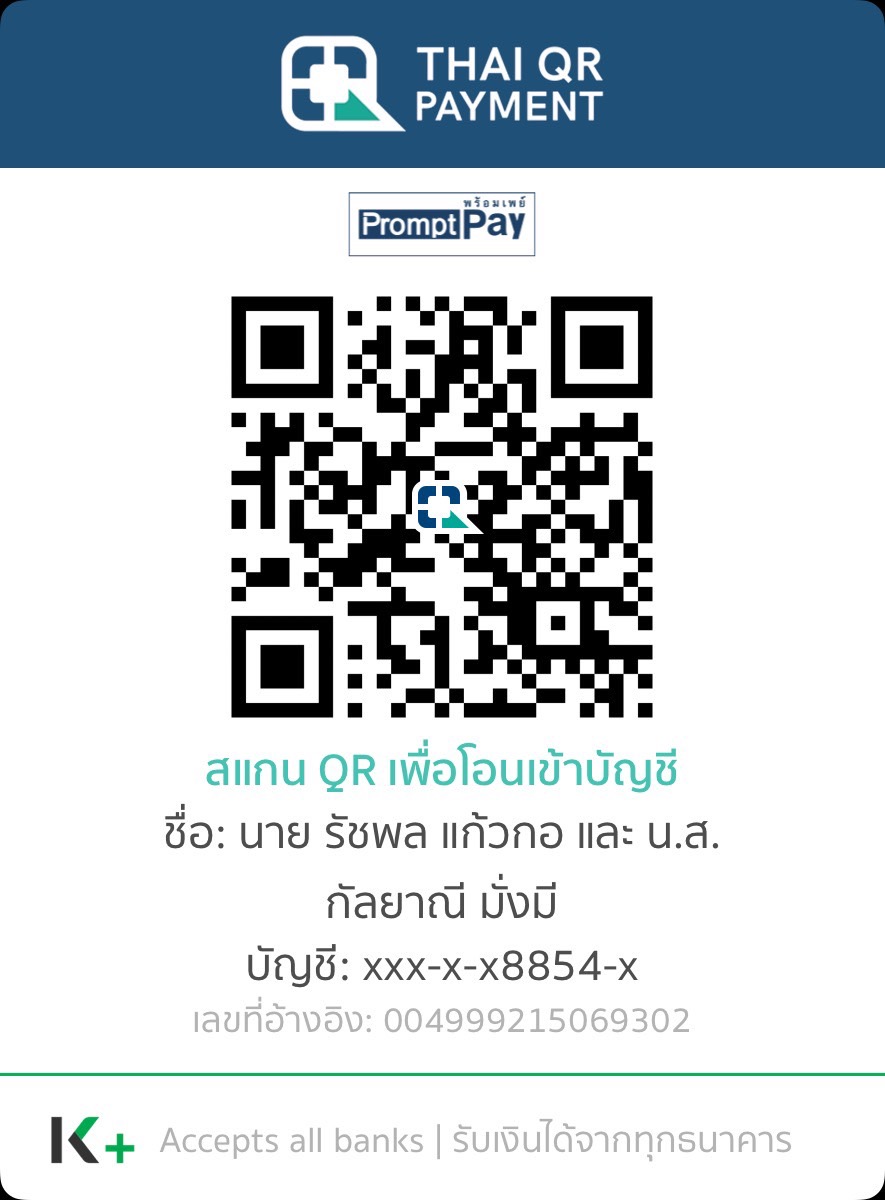 THAI QR
PAYMENT
พร้อมเพย์
PromptPay
สแกน QR เพื่อโอนเข้าบัญชี
ชื่อ: นาย รัชพล แก้วกอ และ น.ส.
กัลยาณี มั่งมี
บัญชี: xxx-x-x8854-x
เลขที่อ้างอิง: 004999215069302
K+ Accepts all banks | รับเงินได้จากทุกธนาคาร